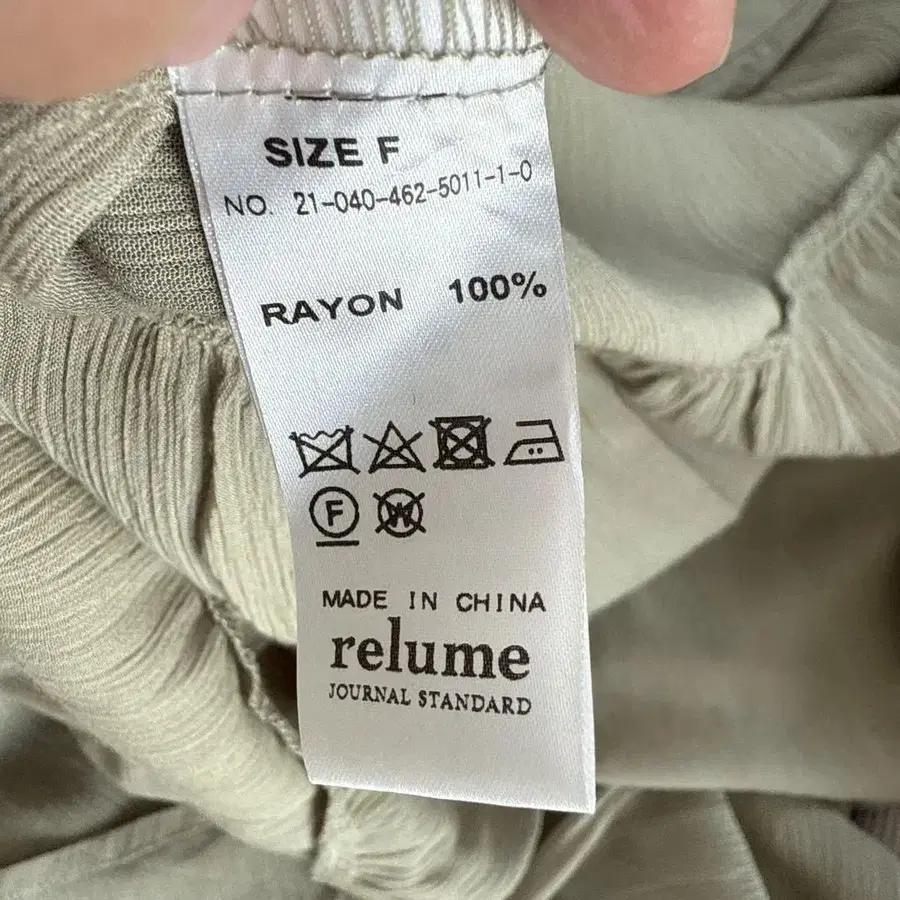 SIZE F
NO. 21-040-462-5011-1-0
RAYON 100%
F W
MADE IN CHINA
relume
JOURNAL STANDARD